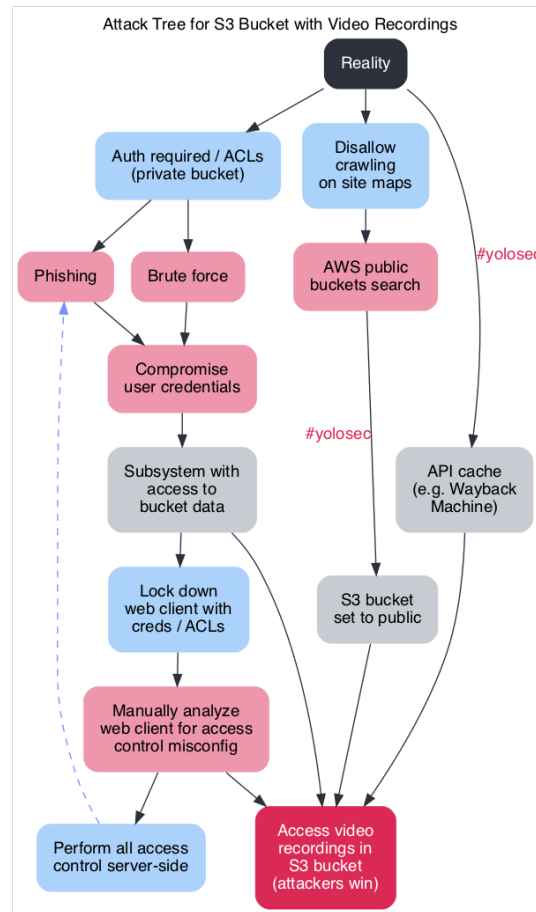 Attack Tree for S3 Bucket with Video Recordings
Reality
Auth required / ACLs
(private bucket)
Disallow
crawling
on site maps
#yolosec
Phishing
Brute force
AWS public
buckets search
Compromise
user credentials
#yolosec
Subsystem with
access to
bucket data
API cache
(e.g. Wayback
Machine)
Lock down
web client with
creds / ACLs
S3 bucket
set to public
Manually analyze
web client for access
control misconfig
Perform all access
control server-side
Access video
recordings in
S3 bucket
(attackers win)